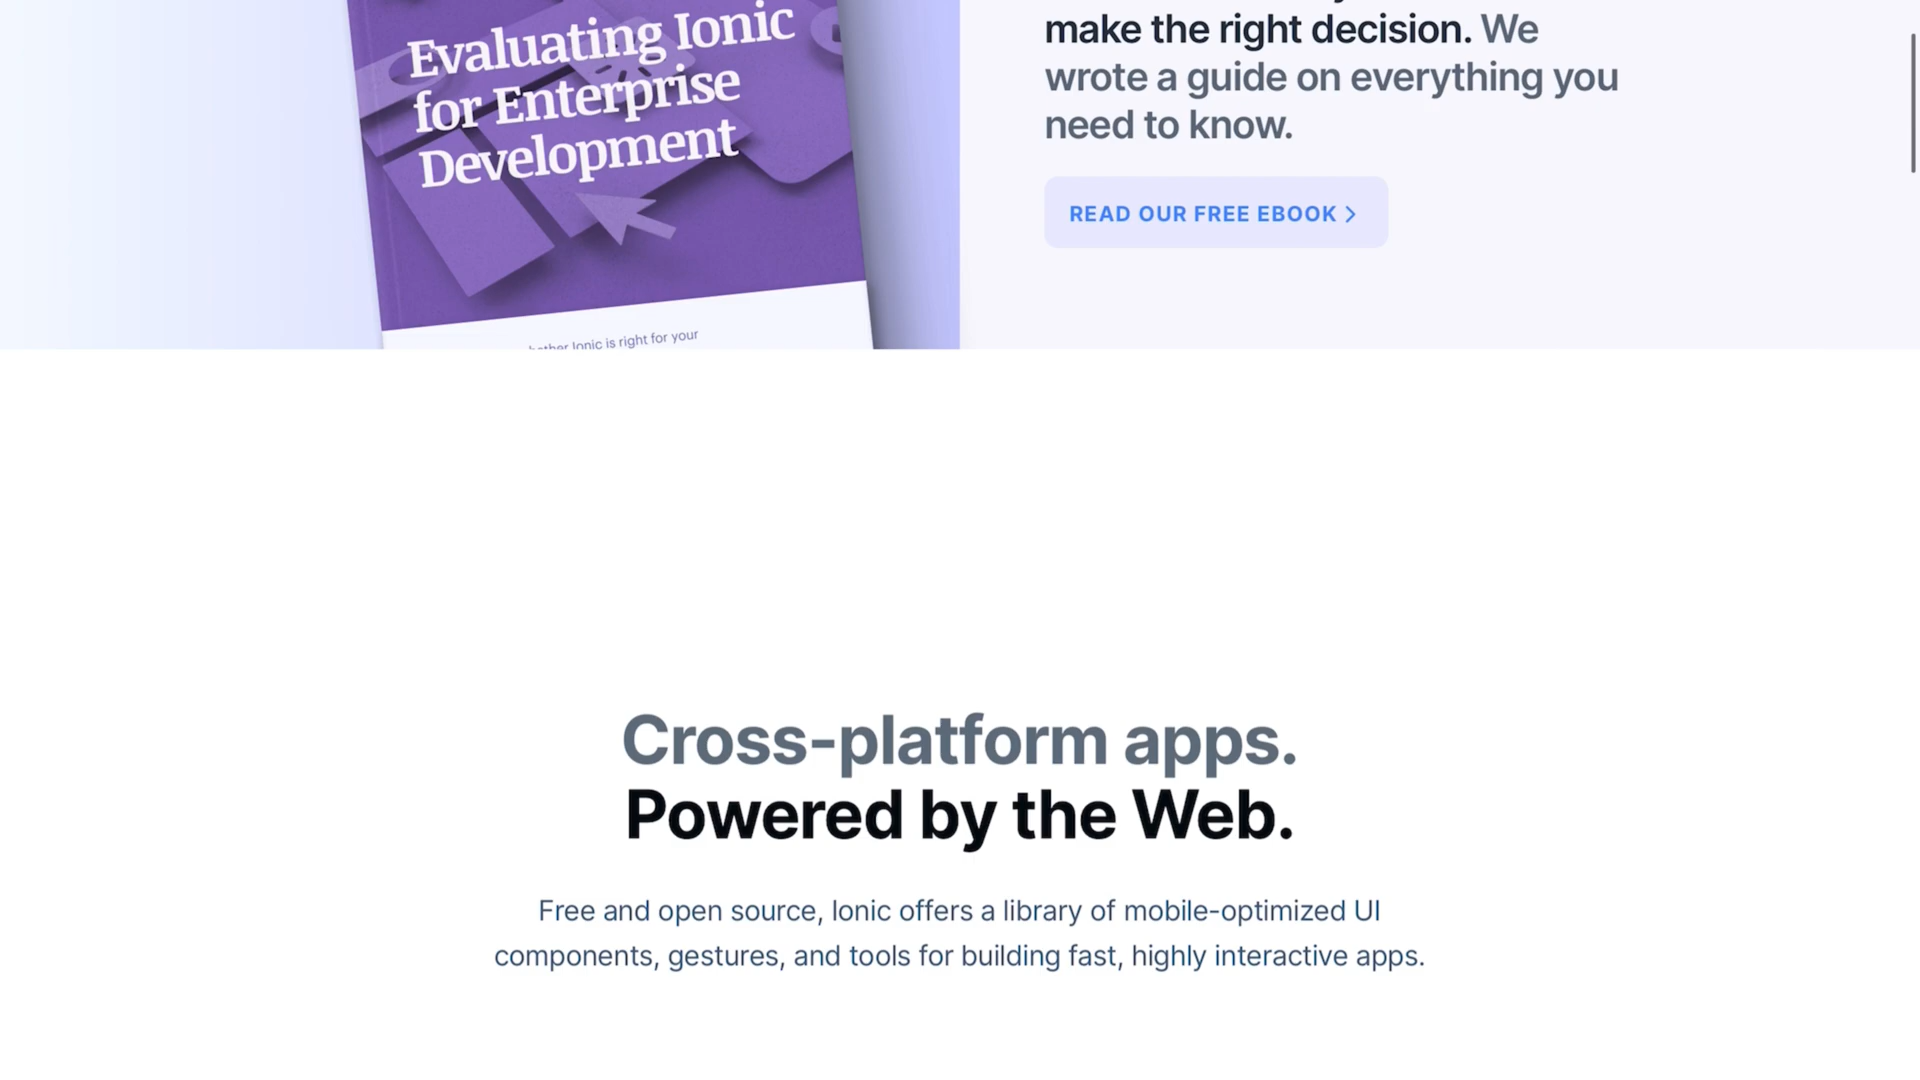 Evaluating Ionic
for Enterprise
Development
Ionic is right for your
make the right decision. We
wrote a guide on everything you
need to know.
READ OUR FREE EBOOK
Cross-platform apps.
Powered by the Web.
Free and open source, Ionic offers a library of mobile-optimized UI
components, gestures, and tools for building fast, highly interactive apps.